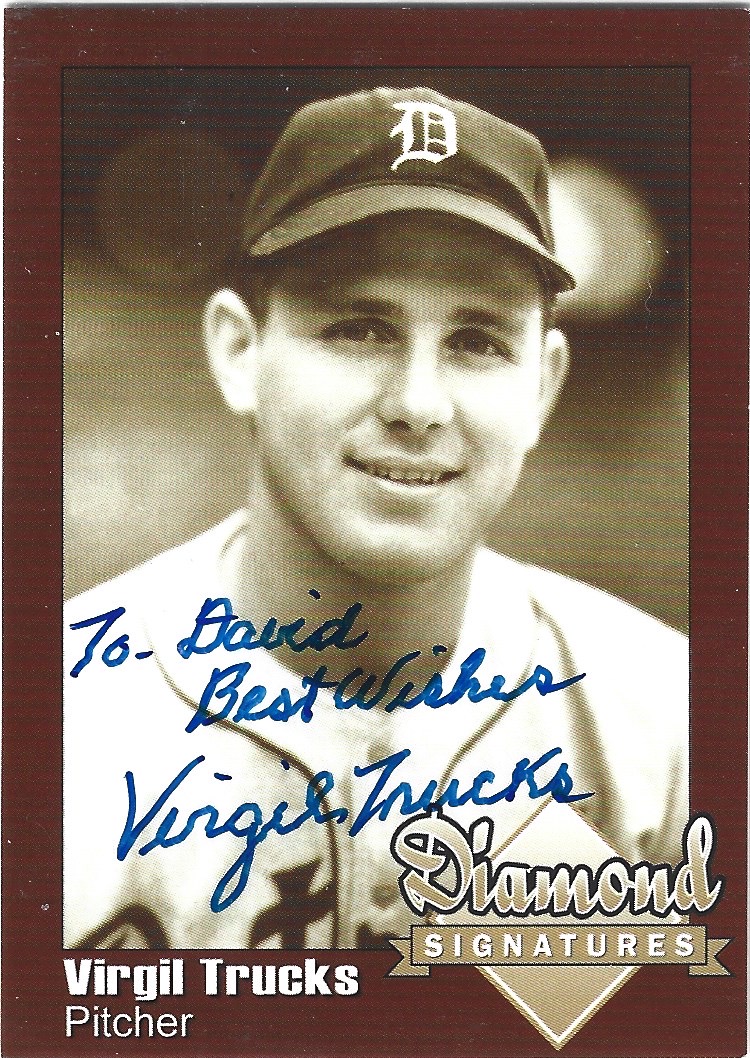 D
To- David
Best Wishes
Virgil Trucks
Diamond
SIGNATURES
Virgil Trucks
Pitcher